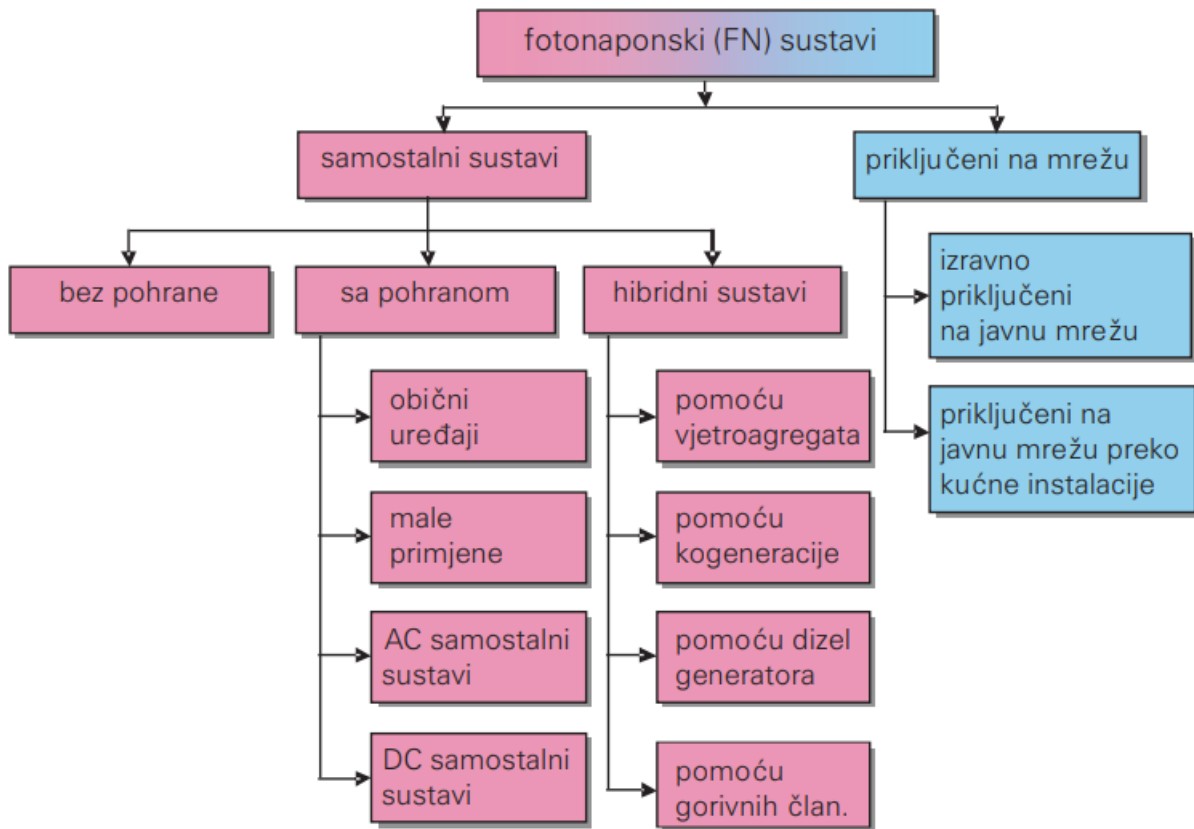 fotonaponski (FN) sustavi
samostalni sustavi
priključeni na mrežu
bez pohrane
sa pohranom
hibridni sustavi
izravno
priključeni
na javnu mrežu
obični
uređaji
pomoću
vjetroagregata
priključeni na
javnu mrežu preko
kućne instalacije
male
primjene
pomoću
kogeneracije
AC samostalni
sustavi
pomoću dizel
generatora
DC samostalni
sustavi
pomoću
gorivnih član.